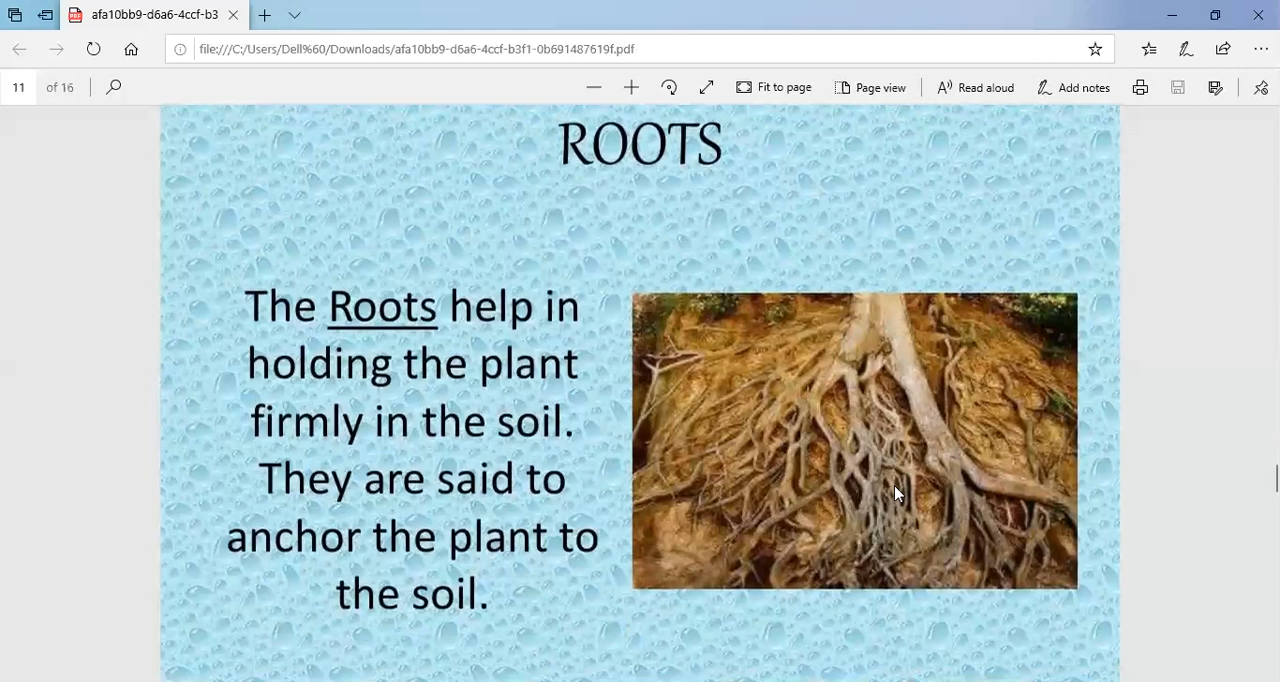 afa10bb9-d6a6-4ccf-b3
file:///C:/Users/Dell%60/Downloads/afa10bb9-d6a6-4ccf-b3f1-0b691487619f.pdf
11 of 16 Fit to page Page view Read aloud Add notes
ROOTS
The Roots help in
holding the plant
firmly in the soil.
They are said to
anchor the plant to
the soil.